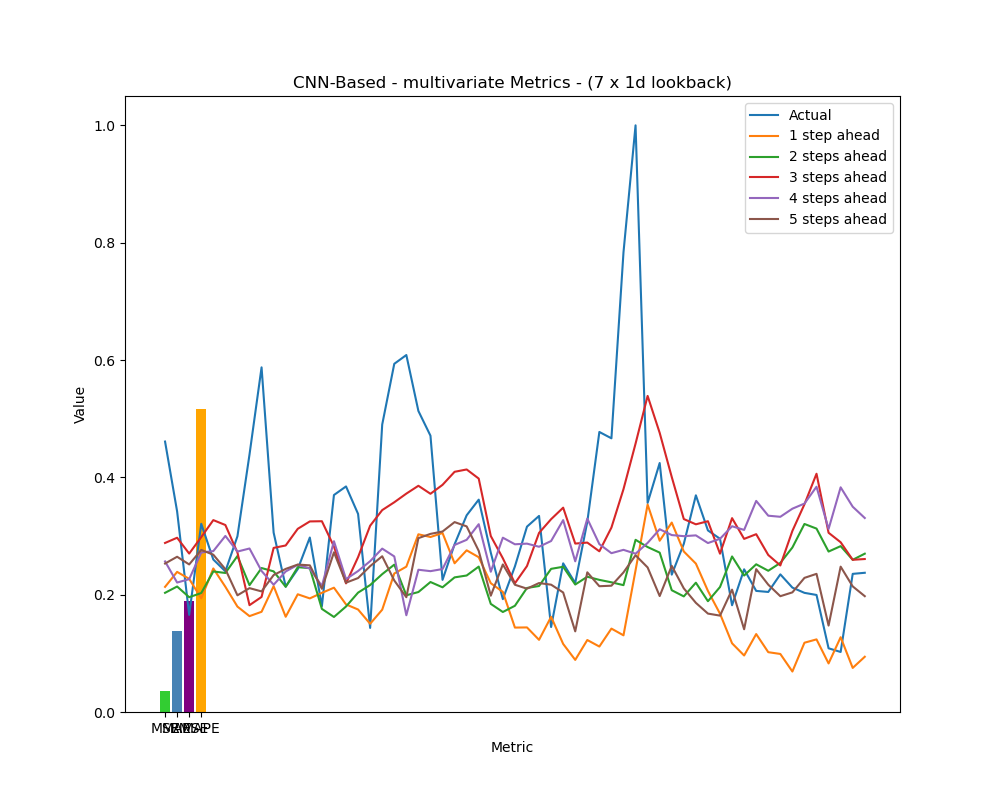 CNN-Based - multivariate Metrics - (7 x 1d lookback)
Actual
1 step ahead
2 steps ahead
3 steps ahead
4 steps ahead
5 steps ahead
1.0
0.8
0.6
0.4
0.2
0.0
Value
Metric